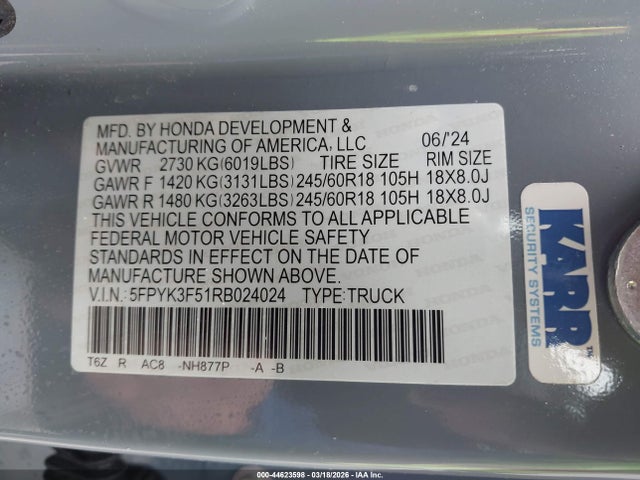 MFD. BY HONDA DEVELOPMENT &
MANUFACTURING OF AMERICA, LLC 06/'24
GVWR 2730 KG(6019LBS) TIRE SIZE RIM SIZE
GAWR F 1420 KG(3131LBS) 245/60R18 105H 18X8.0J
GAWR R 1480 KG(3263LBS) 245/60R18 105H 18X8.0J
THIS VEHICLE CONFORMS TO ALL APPLICABLE
FEDERAL MOTOR VEHICLE SAFETY
STANDARDS IN EFFECT ON THE DATE OF
MANUFACTURE SHOWN ABOVE.
V.I.N.: 5FPYK3F51RB024024 TYPE:TRUCK
T6Z R AC8 -NH877P -A -B
KARR
TM
SECURITY SYSTEMS
000-44623598 - 03/18/2026 - IAA Inc.